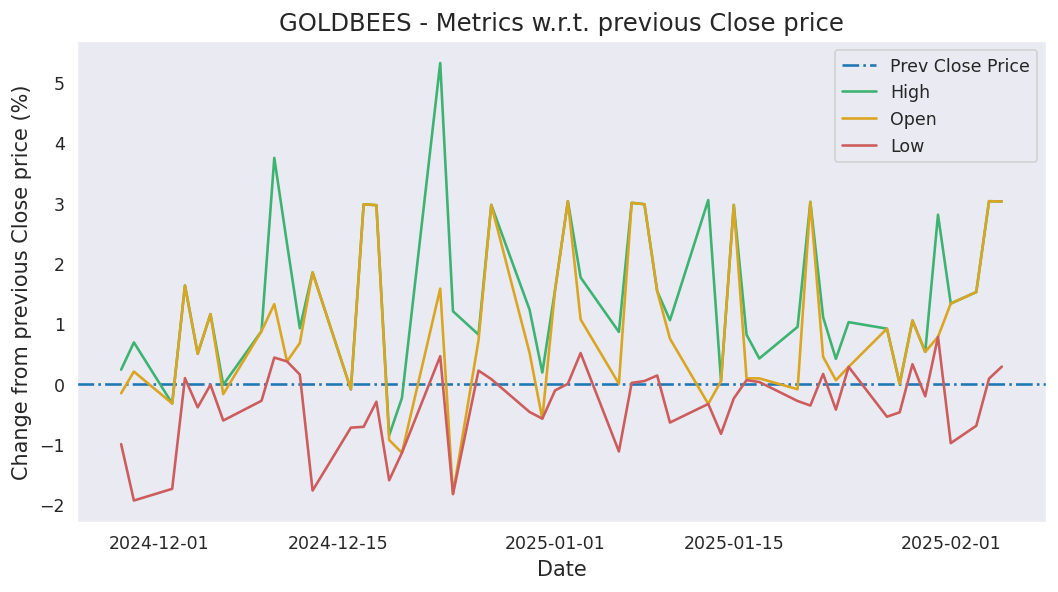 GOLDBEES - Metrics w.r.t. previous Close price
Change from previous Close price (%)
5
4
3
2
1
0
−1
−2
Prev Close Price
High
Open
Low
2024-12-01
2024-12-15
2025-01-01
2025-01-15
2025-02-01
Date